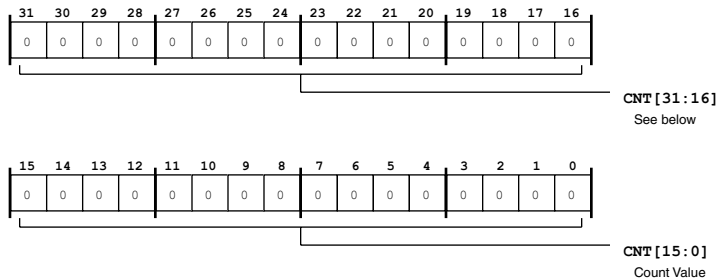 31 30 29 28 27 26 25 24 23 22 21 20 19 18 17 16
0 0 0 0 0 0 0 0 0 0 0 0 0 0 0 0
CNT[31:16]
See below
15 14 13 12 11 10 9 8 7 6 5 4 3 2 1 0
0 0 0 0 0 0 0 0 0 0 0 0 0 0 0 0
CNT[15:0]
Count Value